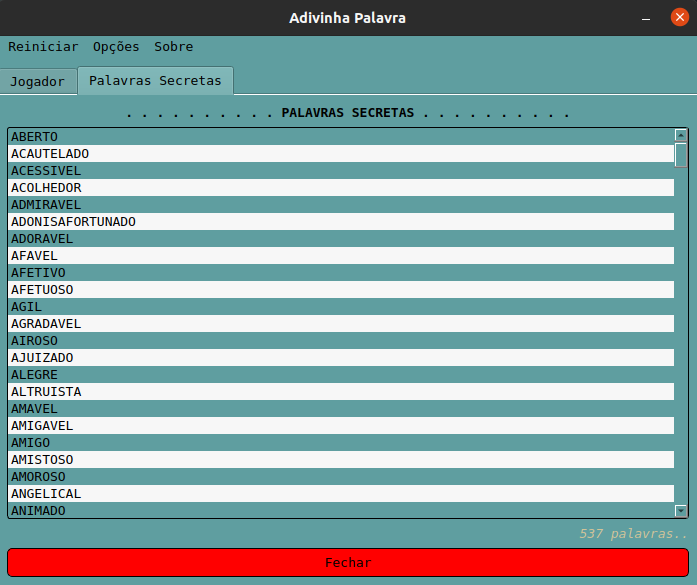 Adivinha Palavra
Reiniciar Opções Sobre
Jogador Palavras Secretas
. . . . . . . . . . PALAVRAS SECRETAS . . . . . . . . . .
ABERTO
ACAUTELADO
ACESSIVEL
ACOLHEDOR
ADMIRAVEL
ADONISAFORTUNADO
ADORAVEL
AFAVEL
AFETIVO
AFETUOSO
AGIL
AGRADAVEL
AIROSO
AJUIZADO
ALEGRE
ALTRUISTA
AMAVEL
AMIGAVEL
AMIGO
AMISTOSO
AMOROSO
ANGELICAL
ANIMADO
537 palavras..
Fechar